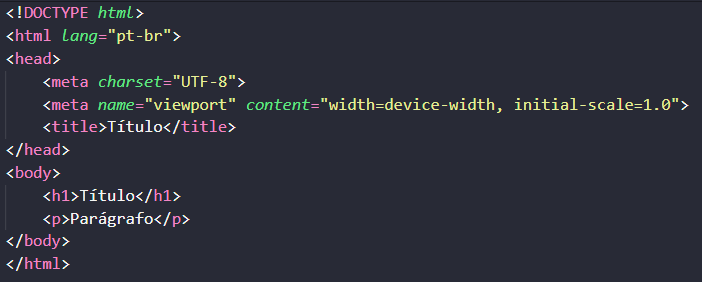 <!DOCTYPE html>
<html lang="pt-br">
<head>
    <meta charset="UTF-8">
    <meta name="viewport" content="width=device-width, initial-scale=1.0">
    <title>Título</title>
</head>
<body>
    <h1>Título</h1>
    <p>Parágrafo</p>
</body>
</html>